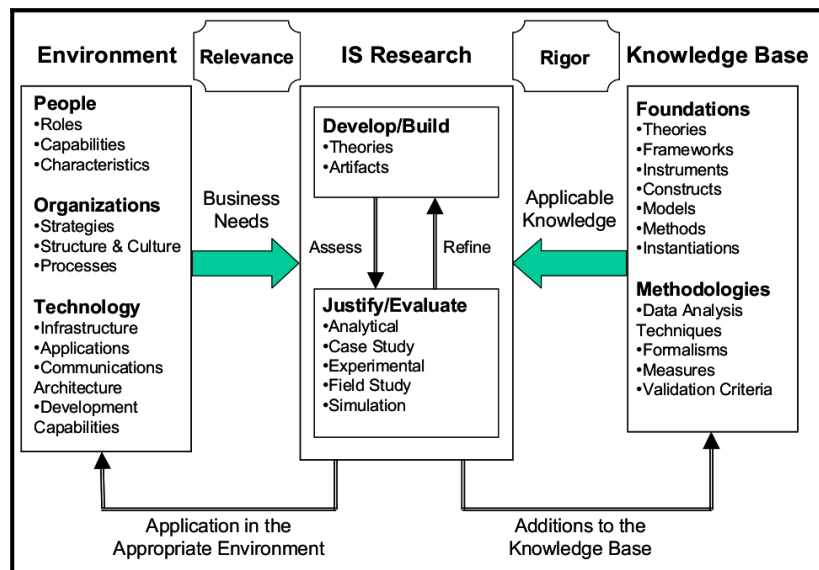 Environment
Relevance
IS Research
Rigor
Knowledge Base
People
•Roles
•Capabilities
•Characteristics
Organizations
•Strategies
•Structure & Culture
•Processes
Technology
•Infrastructure
•Applications
•Communications
Architecture
•Development
Capabilities
Business
Needs
Develop/Build
•Theories
•Artifacts
Assess
Refine
Justify/Evaluate
•Analytical
•Case Study
•Experimental
•Field Study
•Simulation
Applicable
Knowledge
Foundations
•Theories
•Frameworks
•Instruments
•Constructs
•Models
•Methods
•Instantiations
Methodologies
•Data Analysis
Techniques
•Formalisms
•Measures
•Validation Criteria
Application in the
Appropriate Environment
Additions to the
Knowledge Base